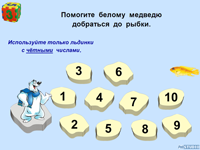 Помогите белому медведю
добраться до рыбки.
Используйте только льдинки
с чётными числами.
3 6
1 4 7 10
2 5 8 9